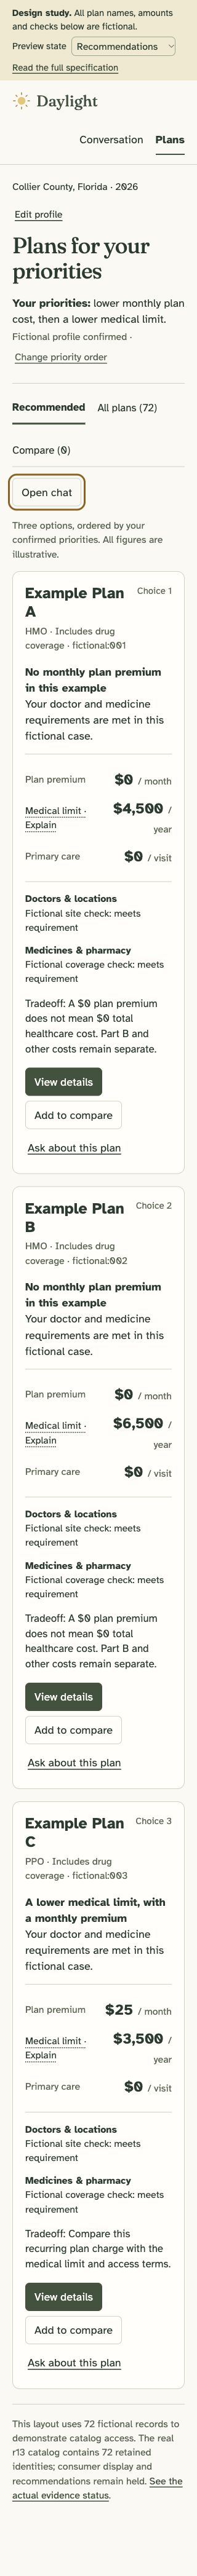 Design study. All plan names, amounts
and counts below are fictional.
Preview state Recommendations
Read the full specification
Daylight
Conversation Plans
Collier County, Florida · 2026
Edit profile
Plans for your
priorities
Your priorities: lower monthly plan
cost, then a lower medical limit.
Fictional profile confirmed ·
Change priority order
Recommended All plans (72)
Compare (0)
Open chat
Three options, ordered by your
confirmed priorities. All figures are
illustrative.
Example Plan Choice 1
A
HMO · Includes drug
coverage · fictional:001
No monthly plan premium
in this example
Your doctor and medicine
requirements are met in this
fictional case.
Plan premium $0 / month
Medical limit · $4,500 /
Explain year
Primary care $0 / visit
Doctors & locations
Fictional site check: meets
requirement
Medicines & pharmacy
Fictional coverage check: meets
requirement
Tradeoff: A $0 plan premium
does not mean $0 total
healthcare cost. Part B and
other costs remain separate.
View details
Add to compare
Ask about this plan
Example Plan Choice 2
B
HMO · Includes drug
coverage · fictional:002
No monthly plan premium
in this example
Your doctor and medicine
requirements are met in this
fictional case.
Plan premium $0 / month
Medical limit · $6,500 /
Explain year
Primary care $0 / visit
Doctors & locations
Fictional site check: meets
requirement
Medicines & pharmacy
Fictional coverage check: meets
requirement
Tradeoff: A $0 plan premium
does not mean $0 total
healthcare cost. Part B and
other costs remain separate.
View details
Add to compare
Ask about this plan
Example Plan Choice 3
C
PPO · Includes drug
coverage · fictional:003
A lower medical limit, with
a monthly premium
Your doctor and medicine
requirements are met in this
fictional case.
Plan premium $25 / month
Medical limit · $3,500 /
Explain year
Primary care $0 / visit
Doctors & locations
Fictional site check: meets
requirement
Medicines & pharmacy
Fictional coverage check: meets
requirement
Tradeoff: Compare this
recurring plan charge with the
medical limit and access terms.
View details
Add to compare
Ask about this plan
This layout uses 72 fictional records to
demonstrate catalog access. The real
r13 catalog contains 72 retained
identities; consumer display and
recommendations remain held. See the
actual evidence status.